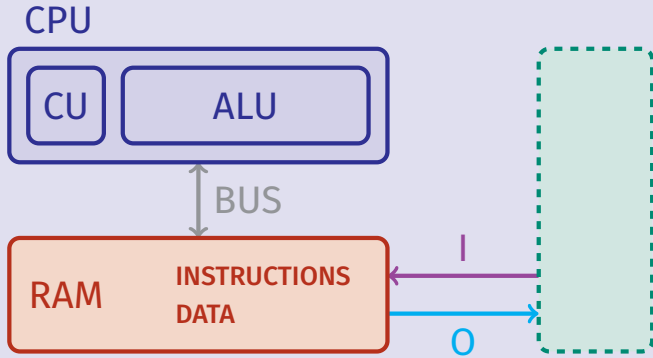 CPU
CU
ALU
BUS
RAM
INSTRUCTIONS
DATA
I
O